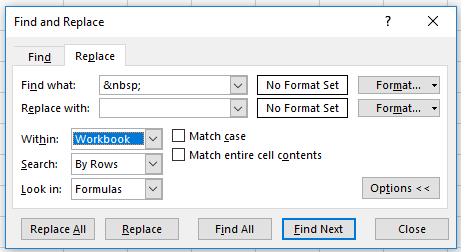 Find and Replace
Find Replace
Find what: &nbsp; No Format Set Format...
Replace with: No Format Set Format...
Within: Workbook Match case
Match entire cell contents
Search: By Rows
Look in: Formulas Options <<
Replace All Replace Find All Find Next Close